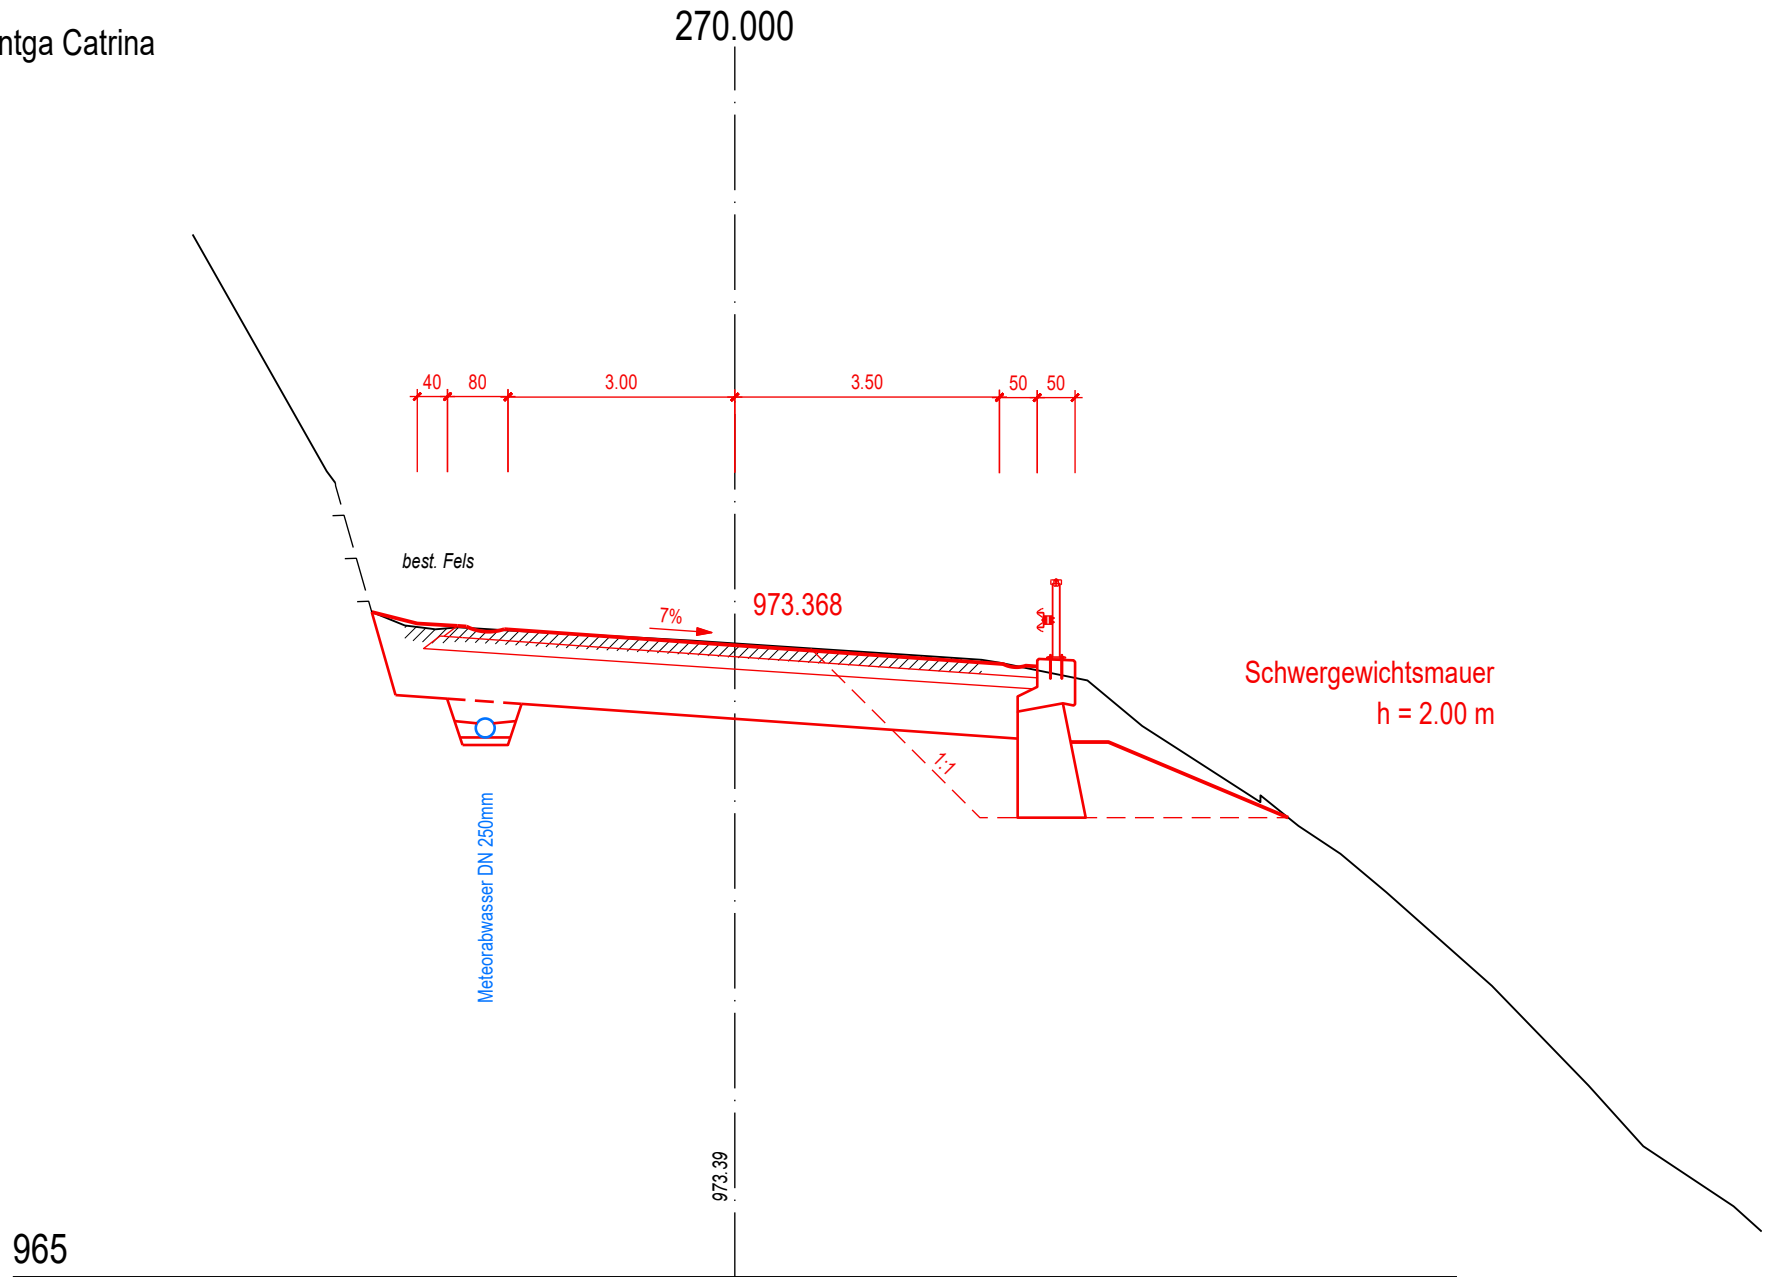 270.000
ntga Catrina
40 80 3.00 3.50 50 50
best. Fels
7%
973.368
Schwergewichtsmauer
h = 2.00 m
1:1
Meteorabwasser DN 250mm
973.39
965